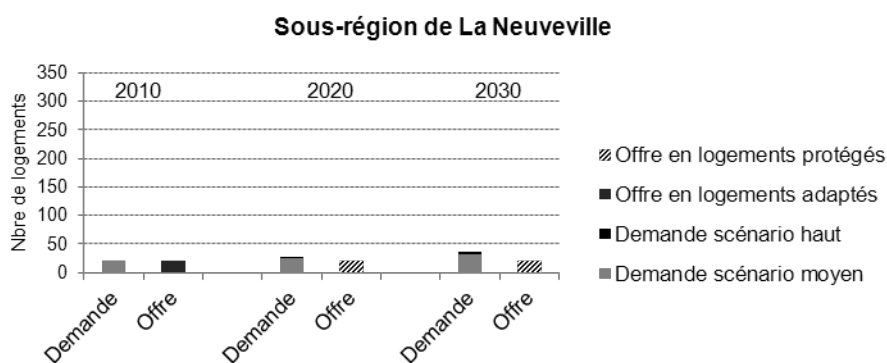 Sous-région de La Neuveville
Nbre de logements
350
300
250
200
150
100
50
0
2010
2020
2030
Demande
Offre
Demande
Offre
Demande
Offre
Offre en logements protégés
Offre en logements adaptés
Demande scénario haut
Demande scénario moyen